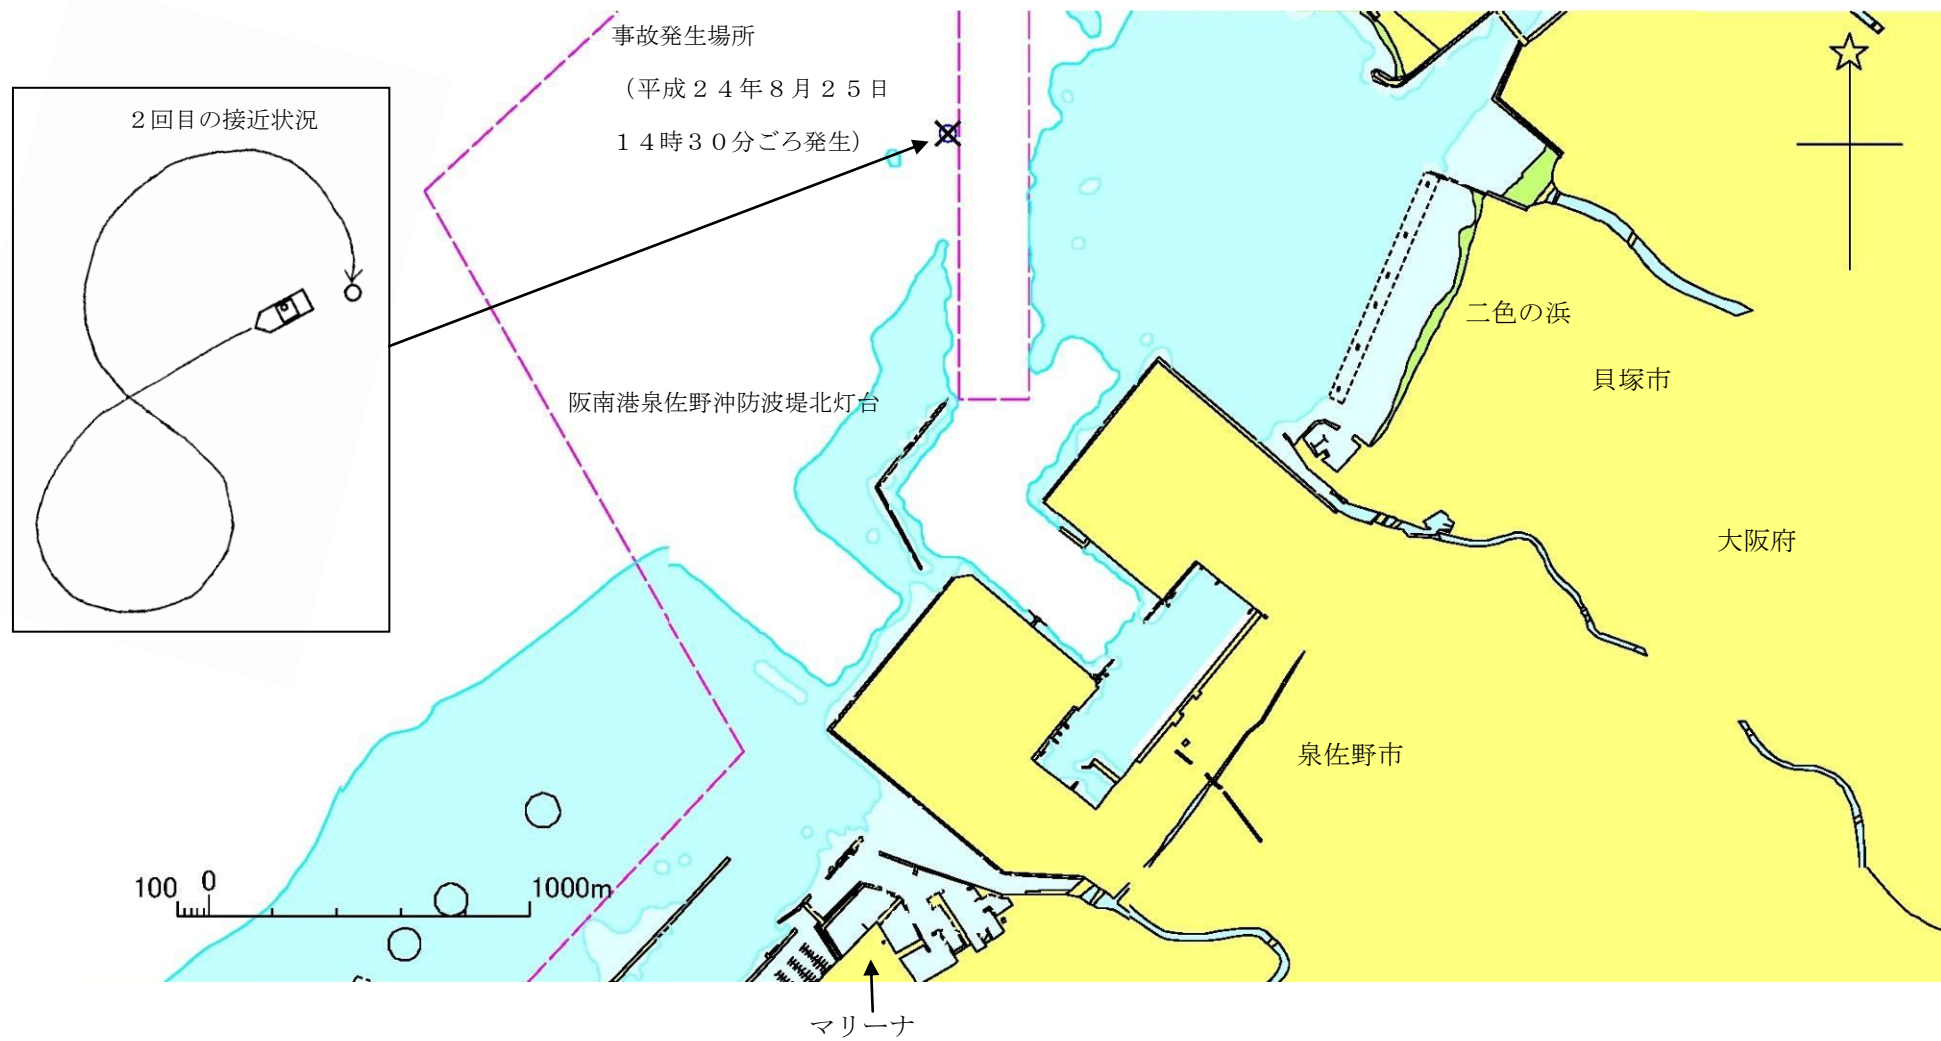 事故発生場所
（平成２４年８月２５日
１４時３０分ごろ発生）
２回目の接近状況
二色の浜
貝塚市
阪南港泉佐野沖防波堤北灯台
大阪府
泉佐野市
100 0 1000m
マリーナ